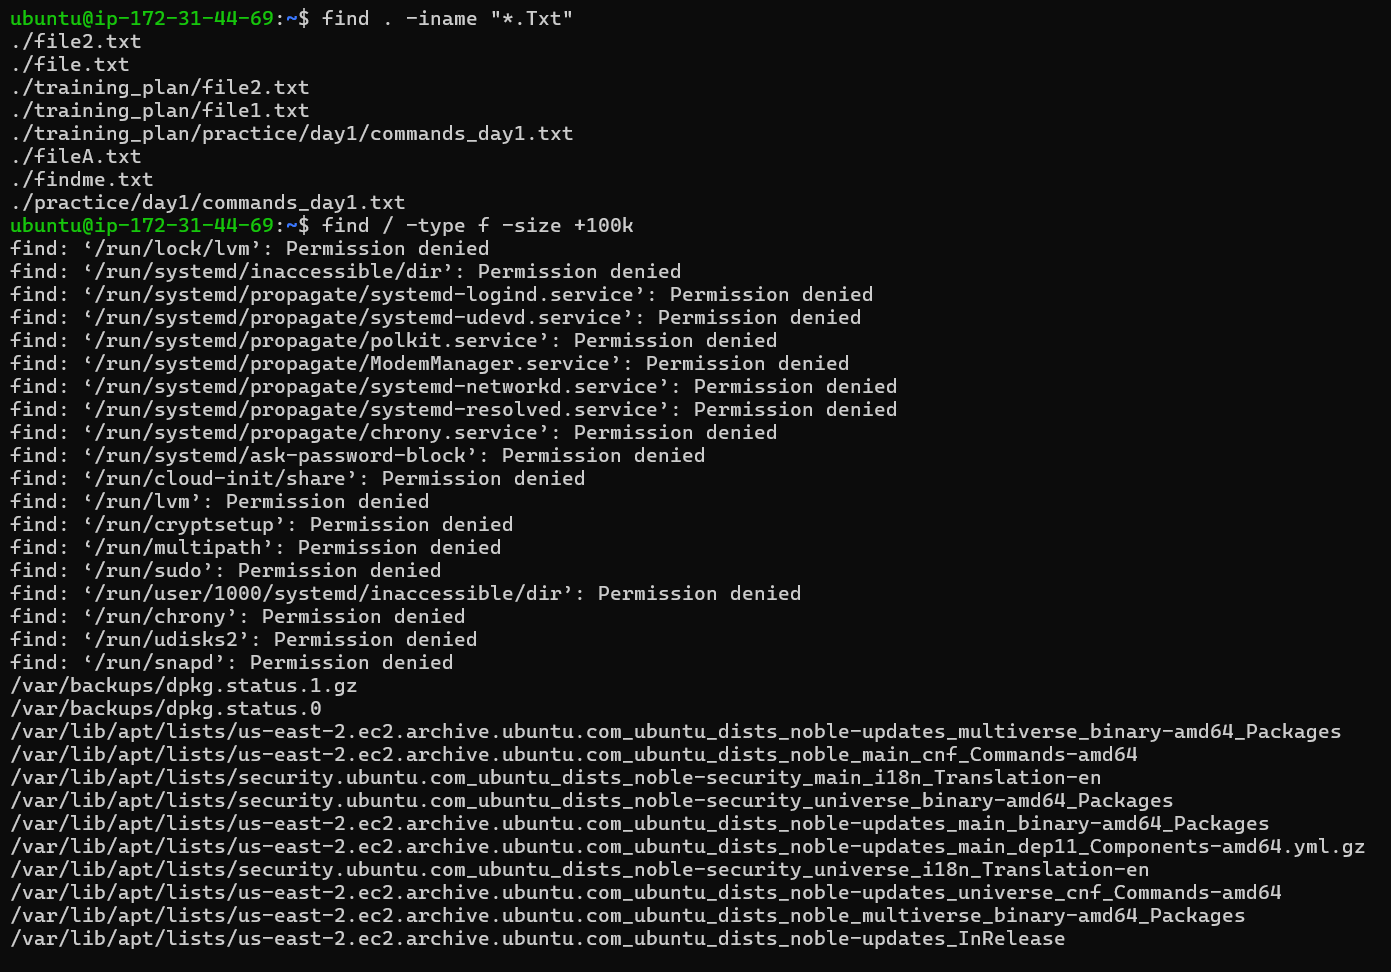 ubuntu@ip-172-31-44-69:~$ find . -iname "*.Txt"
./file2.txt
./file.txt
./training_plan/file2.txt
./training_plan/file1.txt
./training_plan/practice/day1/commands_day1.txt
./fileA.txt
./findme.txt
./practice/day1/commands_day1.txt
ubuntu@ip-172-31-44-69:~$ find / -type f -size +100k
find: ‘/run/lock/lvm’: Permission denied
find: ‘/run/systemd/inaccessible/dir’: Permission denied
find: ‘/run/systemd/propagate/systemd-logind.service’: Permission denied
find: ‘/run/systemd/propagate/systemd-udevd.service’: Permission denied
find: ‘/run/systemd/propagate/polkit.service’: Permission denied
find: ‘/run/systemd/propagate/ModemManager.service’: Permission denied
find: ‘/run/systemd/propagate/systemd-networkd.service’: Permission denied
find: ‘/run/systemd/propagate/systemd-resolved.service’: Permission denied
find: ‘/run/systemd/propagate/chrony.service’: Permission denied
find: ‘/run/systemd/ask-password-block’: Permission denied
find: ‘/run/cloud-init/share’: Permission denied
find: ‘/run/lvm’: Permission denied
find: ‘/run/cryptsetup’: Permission denied
find: ‘/run/multipath’: Permission denied
find: ‘/run/sudo’: Permission denied
find: ‘/run/user/1000/systemd/inaccessible/dir’: Permission denied
find: ‘/run/chrony’: Permission denied
find: ‘/run/udisks2’: Permission denied
find: ‘/run/snapd’: Permission denied
/var/backups/dpkg.status.1.gz
/var/backups/dpkg.status.0
/var/lib/apt/lists/us-east-2.ec2.archive.ubuntu.com_ubuntu_dists_noble-updates_multiverse_binary-amd64_Packages
/var/lib/apt/lists/us-east-2.ec2.archive.ubuntu.com_ubuntu_dists_noble_main_cnf_Commands-amd64
/var/lib/apt/lists/security.ubuntu.com_ubuntu_dists_noble-security_main_i18n_Translation-en
/var/lib/apt/lists/security.ubuntu.com_ubuntu_dists_noble-security_universe_binary-amd64_Packages
/var/lib/apt/lists/us-east-2.ec2.archive.ubuntu.com_ubuntu_dists_noble-updates_main_binary-amd64_Packages
/var/lib/apt/lists/us-east-2.ec2.archive.ubuntu.com_ubuntu_dists_noble-updates_main_dep11_Components-amd64.yml.gz
/var/lib/apt/lists/security.ubuntu.com_ubuntu_dists_noble-security_universe_i18n_Translation-en
/var/lib/apt/lists/us-east-2.ec2.archive.ubuntu.com_ubuntu_dists_noble-updates_universe_cnf_Commands-amd64
/var/lib/apt/lists/us-east-2.ec2.archive.ubuntu.com_ubuntu_dists_noble_multiverse_binary-amd64_Packages
/var/lib/apt/lists/us-east-2.ec2.archive.ubuntu.com_ubuntu_dists_noble-updates_InRelease